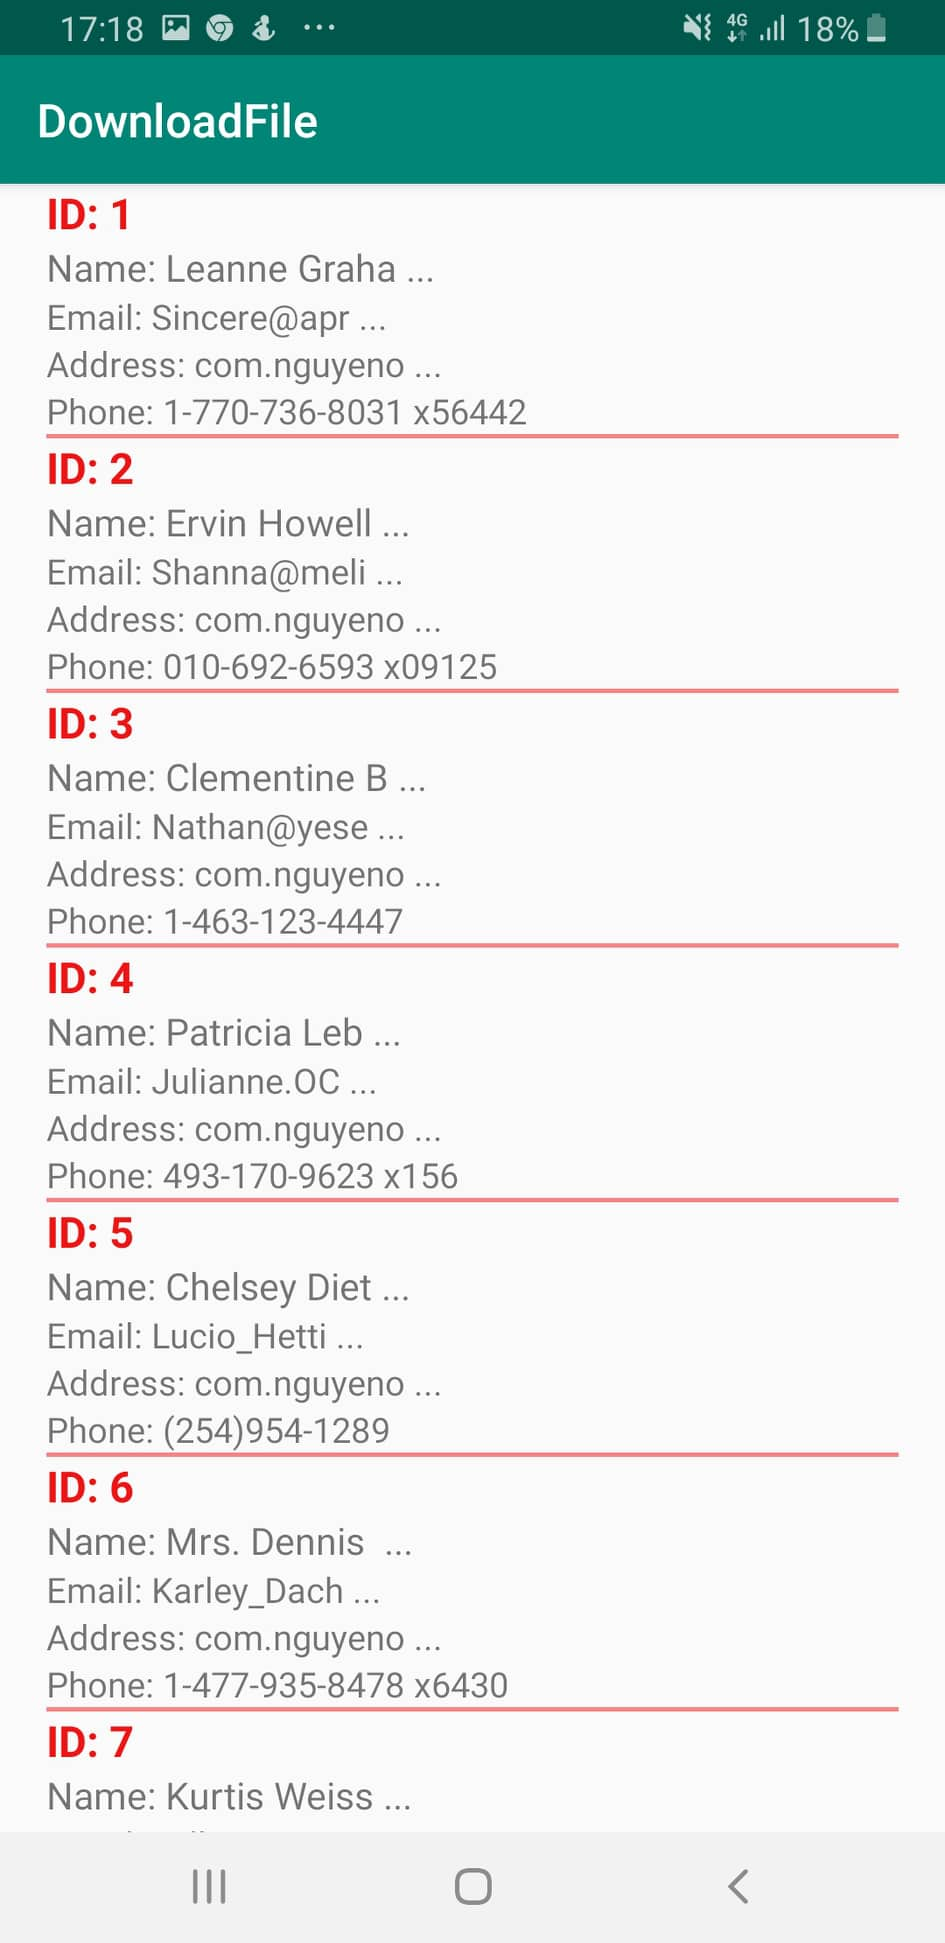 17:18 ... 4G 18%
DownloadFile
ID: 1
Name: Leanne Graha ...
Email: Sincere@apr ...
Address: com.nguyeno ...
Phone: 1-770-736-8031 x56442
ID: 2
Name: Ervin Howell ...
Email: Shanna@meli ...
Address: com.nguyeno ...
Phone: 010-692-6593 x09125
ID: 3
Name: Clementine B ...
Email: Nathan@yese ...
Address: com.nguyeno ...
Phone: 1-463-123-4447
ID: 4
Name: Patricia Leb ...
Email: Julianne.OC ...
Address: com.nguyeno ...
Phone: 493-170-9623 x156
ID: 5
Name: Chelsey Diet ...
Email: Lucio_Hetti ...
Address: com.nguyeno ...
Phone: (254)954-1289
ID: 6
Name: Mrs. Dennis  ...
Email: Karley_Dach ...
Address: com.nguyeno ...
Phone: 1-477-935-8478 x6430
ID: 7
Name: Kurtis Weiss ...